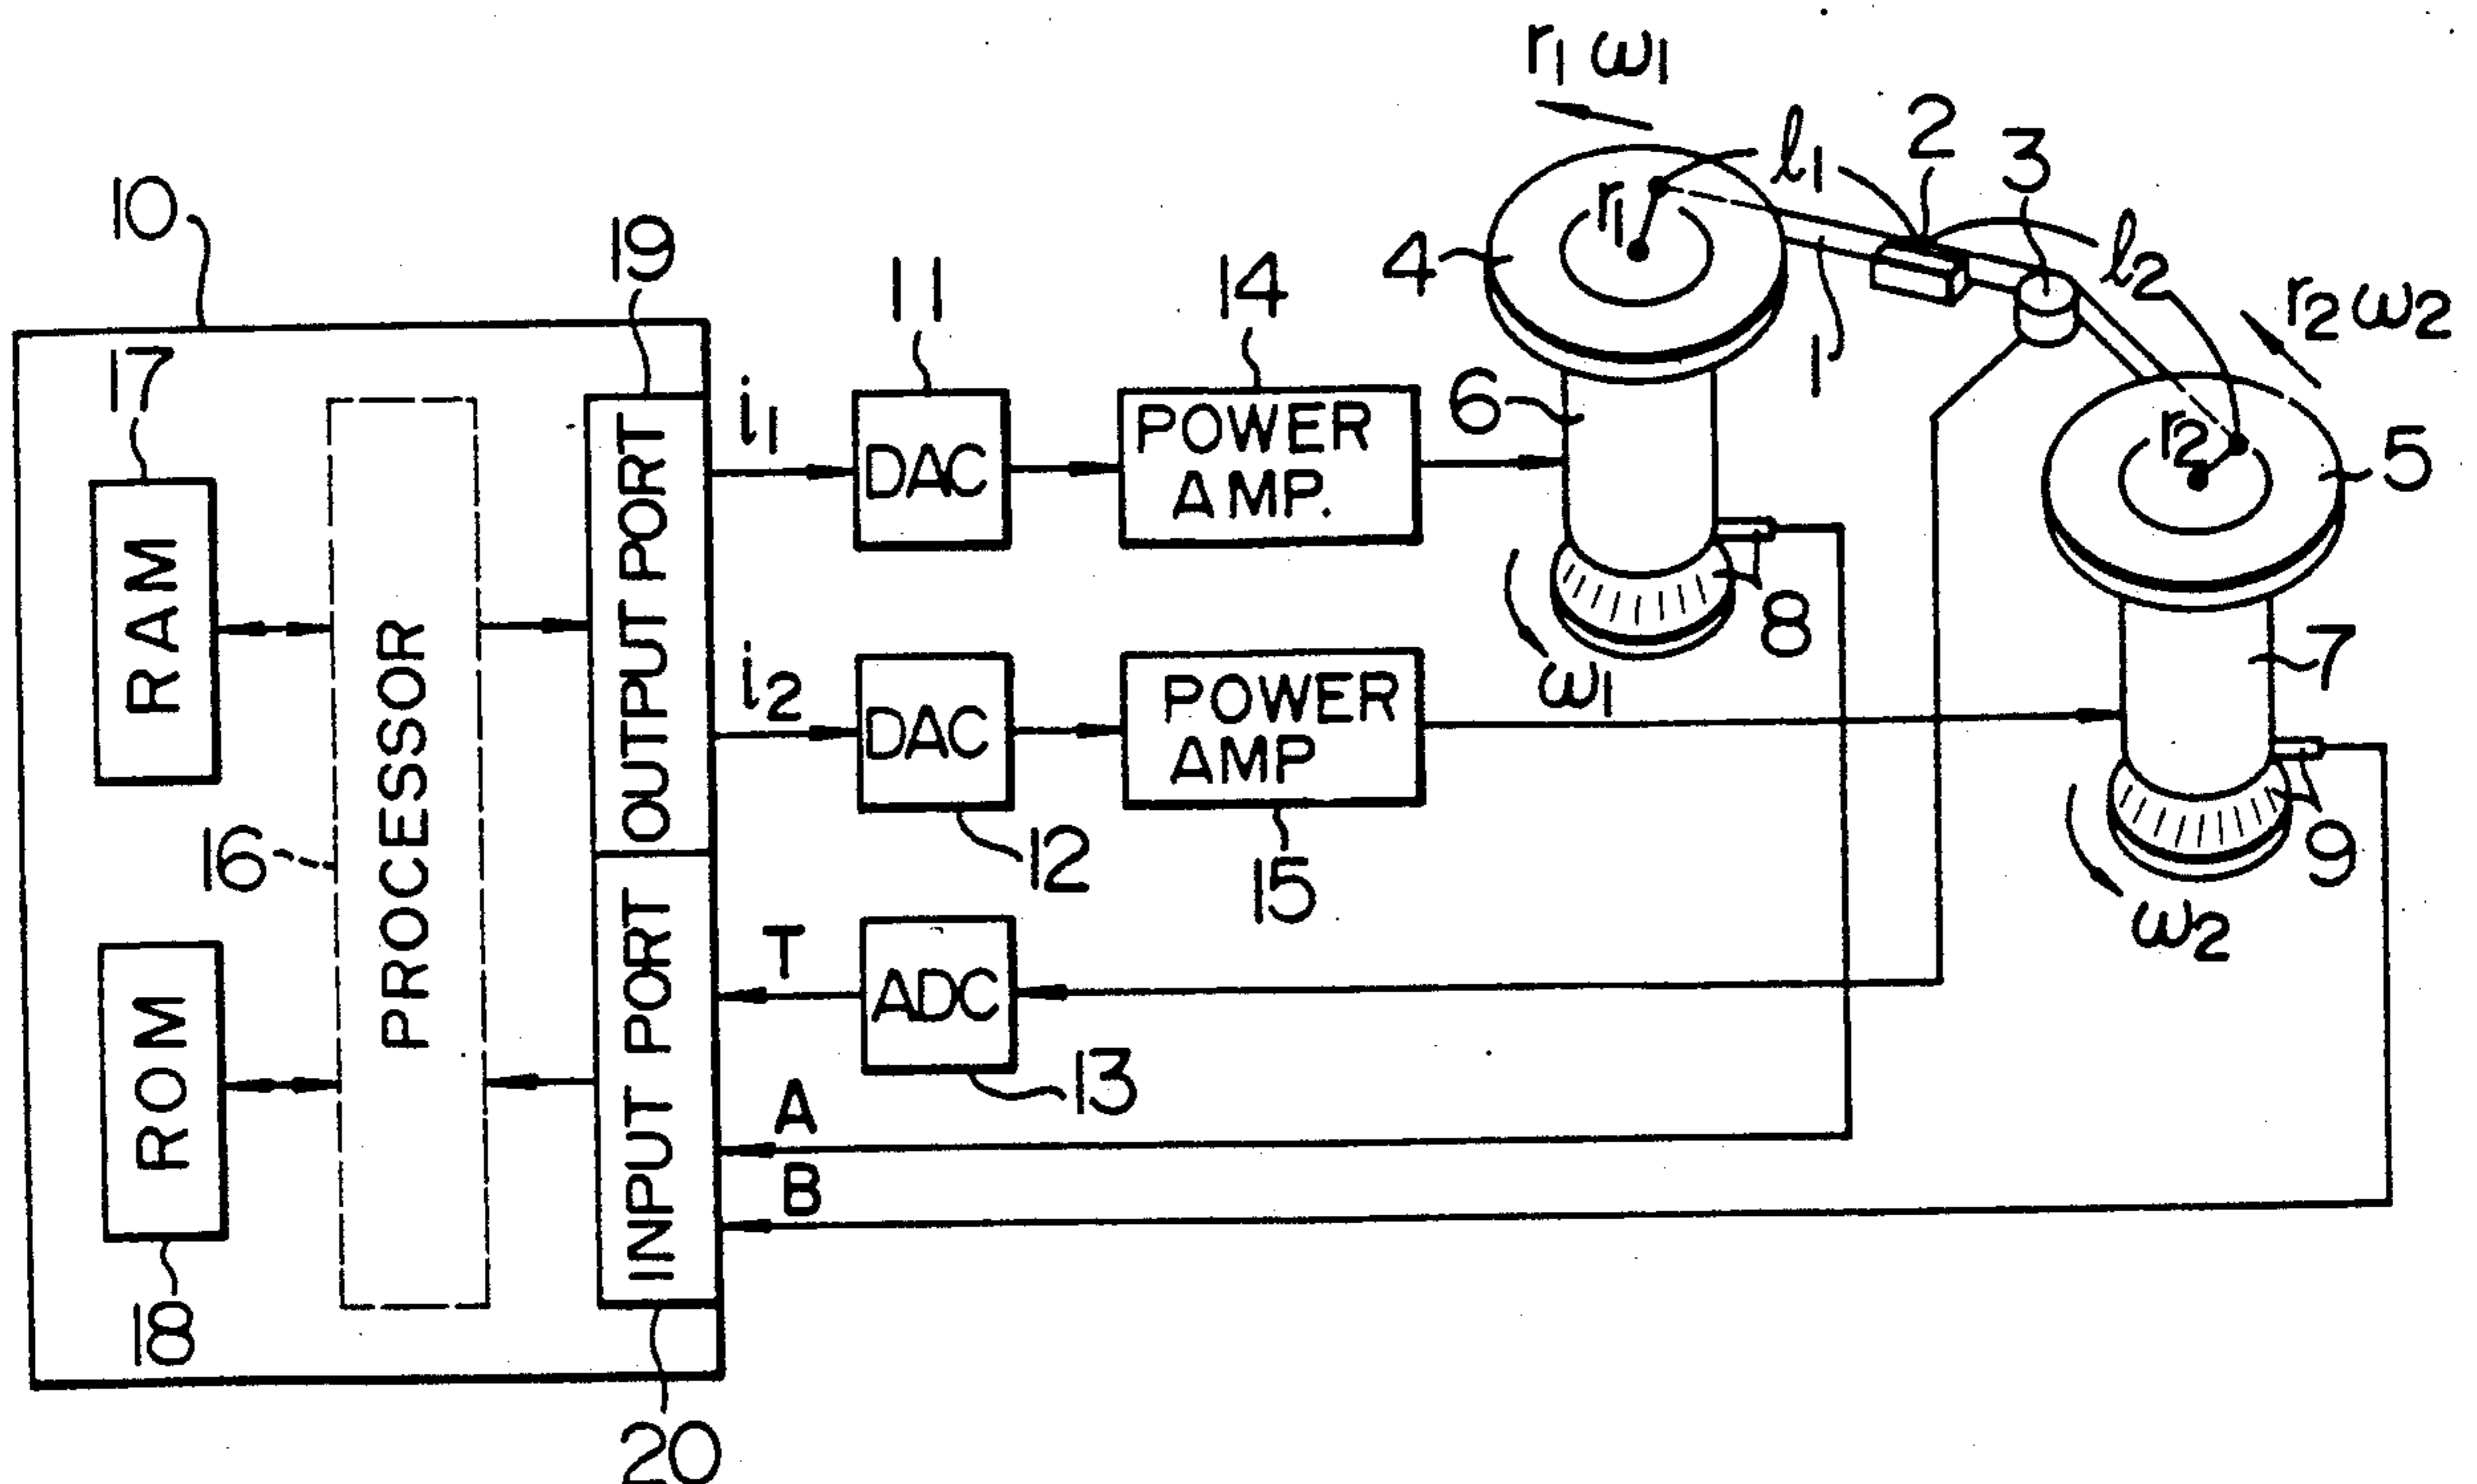 r1 ω1
l1
2
3
10
19
11
14
4
r1
l2
r2 ω2
17
i1
DAC
POWER
AMP.
6
1
r2
5
RAM
PROCESSOR
OUTPUT PORT
8
ω1
7
i2
DAC
POWER
AMP
16
12
15
9
ω2
T
ADC
INPUT PORT
13
ROM
A
B
18
20